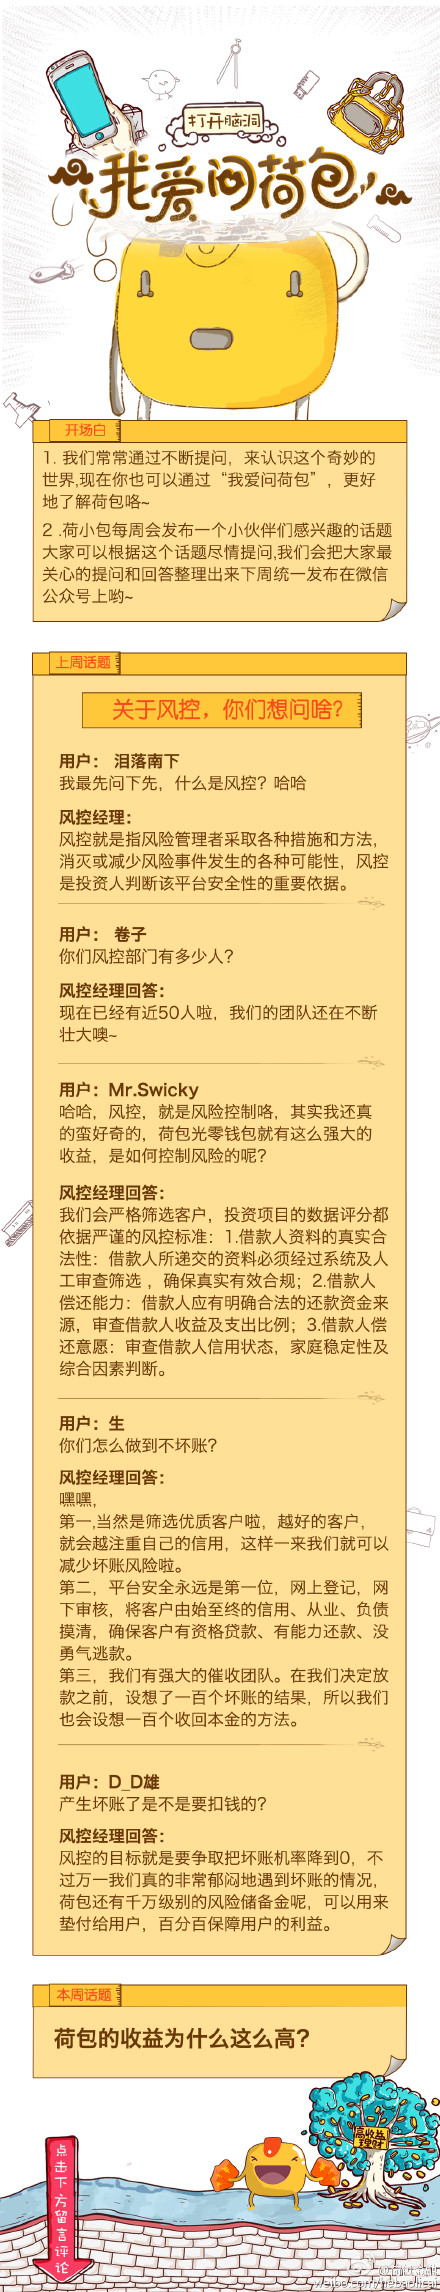 打开脑洞
我爱问荷包
开场白
1. 我们常常通过不断提问，来认识这个奇妙的
世界,现在你也可以通过“我爱问荷包”，更好
地了解荷包咯~
2 .荷小包每周会发布一个小伙伴们感兴趣的话题
大家可以根据这个话题尽情提问,我们会把大家最
关心的提问和回答整理出来下周统一发布在微信
公众号上哟~
上周话题
关于风控，你们想问啥?
用户： 泪落南下
我最先问下先，什么是风控？哈哈
风控经理：
风控就是指风险管理者采取各种措施和方法，
消灭或减少风险事件发生的各种可能性，风控
是投资人判断该平台安全性的重要依据。
用户： 卷子
你们风控部门有多少人？
风控经理回答：
现在已经有近50人啦，我们的团队还在不断
壮大噢~
用户：Mr.Swicky
哈哈，风控，就是风险控制咯，其实我还真
的蛮好奇的，荷包光零钱包就有这么强大的
收益，是如何控制风险的呢？
风控经理回答：
我们会严格筛选客户，投资项目的数据评分都
依据严谨的风控标准：1.借款人资料的真实合
法性：借款人所递交的资料必须经过系统及人
工审查筛选 ，确保真实有效合规；2.借款人
偿还能力：借款人应有明确合法的还款资金来
源，审查借款人收益及支出比例；3.借款人偿
还意愿：审查借款人信用状态，家庭稳定性及
综合因素判断。
用户：生
你们怎么做到不坏账？
风控经理回答：
嘿嘿，
第一,当然是筛选优质客户啦，越好的客户，
就会越注重自己的信用，这样一来我们就可以
减少坏账风险啦。
第二，平台安全永远是第一位，网上登记，网
下审核，将客户由始至终的信用、从业、负债
摸清，确保客户有资格贷款、有能力还款、没
勇气逃款。
第三，我们有强大的催收团队。在我们决定放
款之前，设想了一百个坏账的结果，所以我们
也会设想一百个收回本金的方法。
用户：D_D雄
产生坏账了是不是要扣钱的？
风控经理回答：
风控的目标就是要争取把坏账机率降到0，不
过万一我们真的非常郁闷地遇到坏账的情况，
荷包还有千万级别的风险储备金呢，可以用来
垫付给用户，百分百保障用户的利益。
本周话题
荷包的收益为什么这么高？
高收益
理财
点击下方留言评论